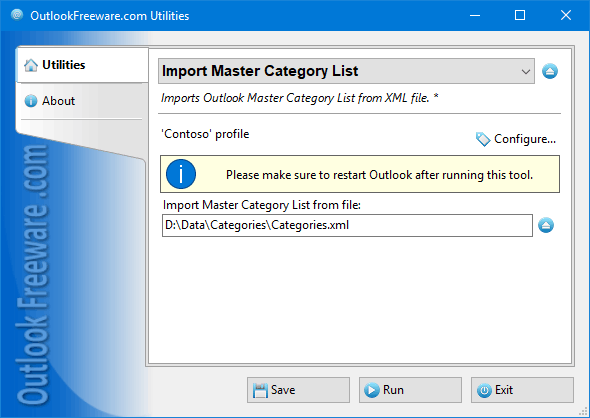 OutlookFreeware.com Utilities
Utilities
About
Outlook Freeware .com
Import Master Category List
Imports Outlook Master Category List from XML file. *
'Contoso' profile
Configure...
Please make sure to restart Outlook after running this tool.
Import Master Category List from file:
D:\Data\Categories\Categories.xml
Save
Run
Exit